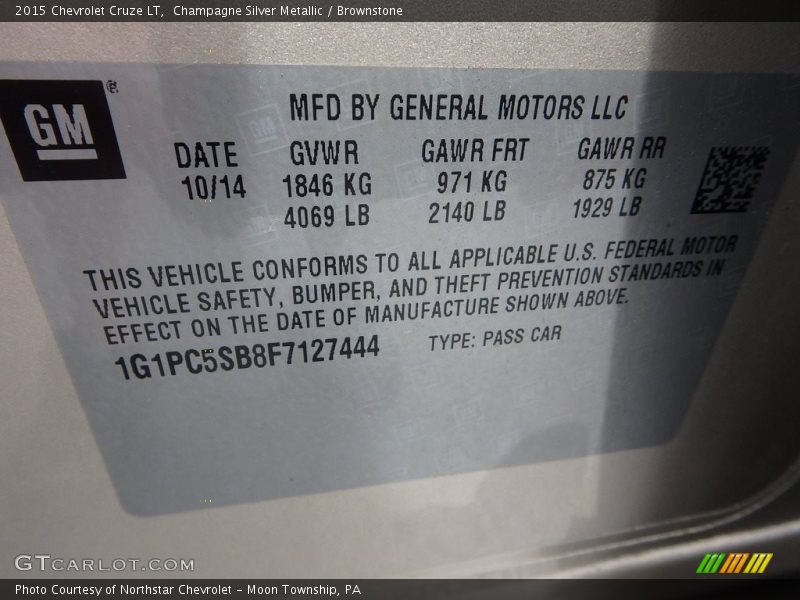 2015 Chevrolet Cruze LT, Champagne Silver Metallic / Brownstone
GM ®
MFD BY GENERAL MOTORS LLC
DATE GVWR GAWR FRT GAWR RR
10/14 1846 KG 971 KG 875 KG
4069 LB 2140 LB 1929 LB
THIS VEHICLE CONFORMS TO ALL APPLICABLE U.S. FEDERAL MOTOR
VEHICLE SAFETY, BUMPER, AND THEFT PREVENTION STANDARDS IN
EFFECT ON THE DATE OF MANUFACTURE SHOWN ABOVE.
1G1PC5SB8F7127444 TYPE: PASS CAR
GTCARLOT.COM
Photo Courtesy of Northstar Chevrolet - Moon Township, PA